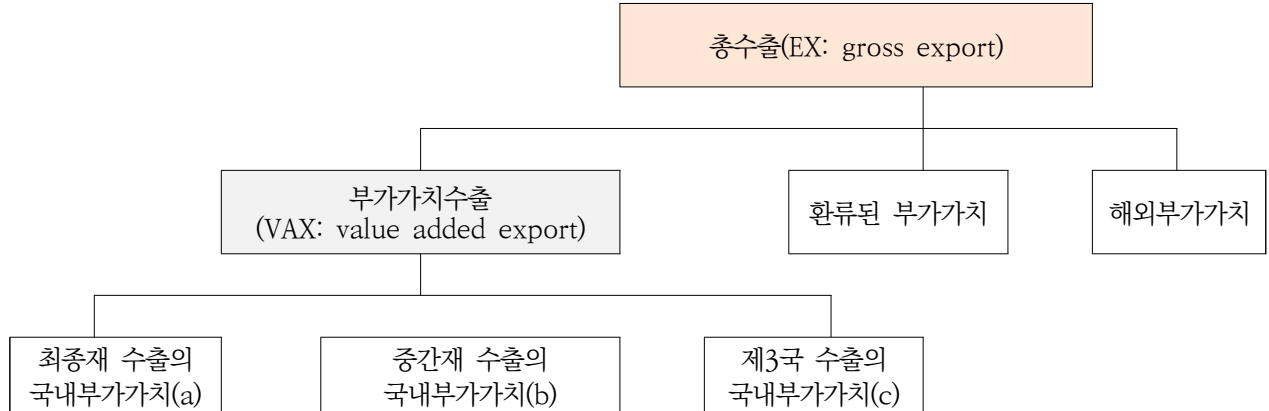 총수출(EX: gross export)
부가가치수출
(VAX: value added export)
환류된 부가가치
해외부가가치
최종재 수출의
국내부가가치(a)
중간재 수출의
국내부가가치(b)
제3국 수출의
국내부가가치(c)